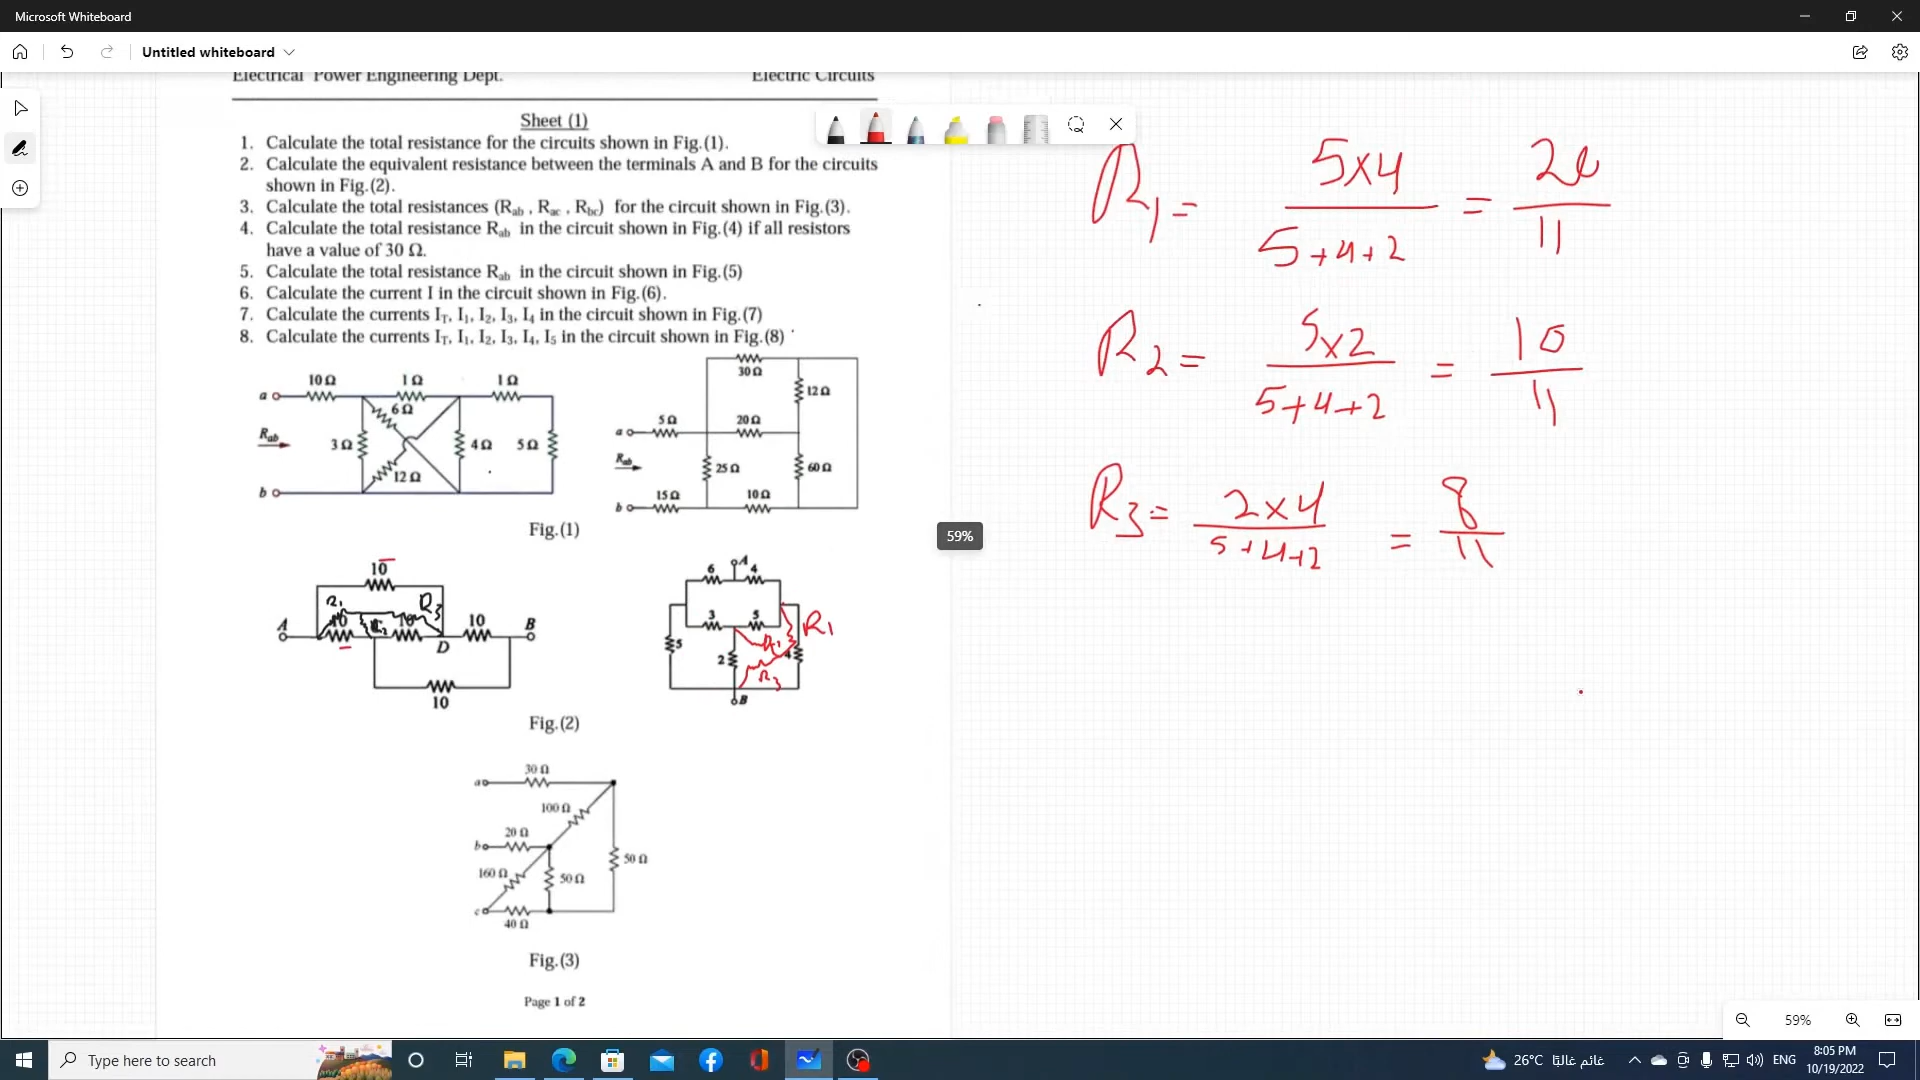 Microsoft Whiteboard
Untitled whiteboard
Electrical Power Engineering Dept. Electric Circuits
Sheet (1)
1. Calculate the total resistance for the circuits shown in Fig.(1).
2. Calculate the equivalent resistance between the terminals A and B for the circuits
shown in Fig.(2).
3. Calculate the total resistances (Rab , Rac , Rbc) for the circuit shown in Fig.(3).
4. Calculate the total resistance Rab in the circuit shown in Fig.(4) if all resistors
have a value of 30 Ω.
5. Calculate the total resistance Rab in the circuit shown in Fig.(5)
6. Calculate the current I in the circuit shown in Fig.(6).
7. Calculate the currents IT, I1, I2, I3, I4 in the circuit shown in Fig.(7)
8. Calculate the currents IT, I1, I2, I3, I4, I5 in the circuit shown in Fig.(8)
10 Ω 1 Ω 1 Ω
a
6 Ω
Rab 3 Ω 4 Ω 5 Ω
12 Ω
b
30 Ω
12 Ω
5 Ω 20 Ω
a
Rab 25 Ω 60 Ω
15 Ω 10 Ω
b
Fig.(1)
10
R1 R3
A 10 10 10 B
D
10
6 A 4
3 5 R1
5 2 R1 4
R3
B
Fig.(2)
30 Ω
a
100 Ω
20 Ω
b
50 Ω
160 Ω 50 Ω
c
40 Ω
Fig.(3)
Page 1 of 2
R1 = 5x4 / 5+4+2 = 20 / 11
R2 = 5x2 / 5+4+2 = 10 / 11
R3 = 2x4 / 5+4+2 = 8 / 11
59%
59%
Type here to search
26°C غائم غالبًا
ENG
8:05 PM
10/19/2022